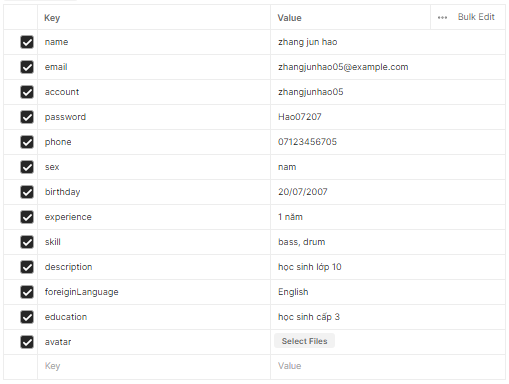 Key Value ••• Bulk Edit
name zhang jun hao
email zhangjunhao05@example.com
account zhangjunhao05
password Hao07207
phone 07123456705
sex nam
birthday 20/07/2007
experience 1 năm
skill bass, drum
description học sinh lớp 10
foreiginLanguage English
education học sinh cấp 3
avatar Select Files
Key Value